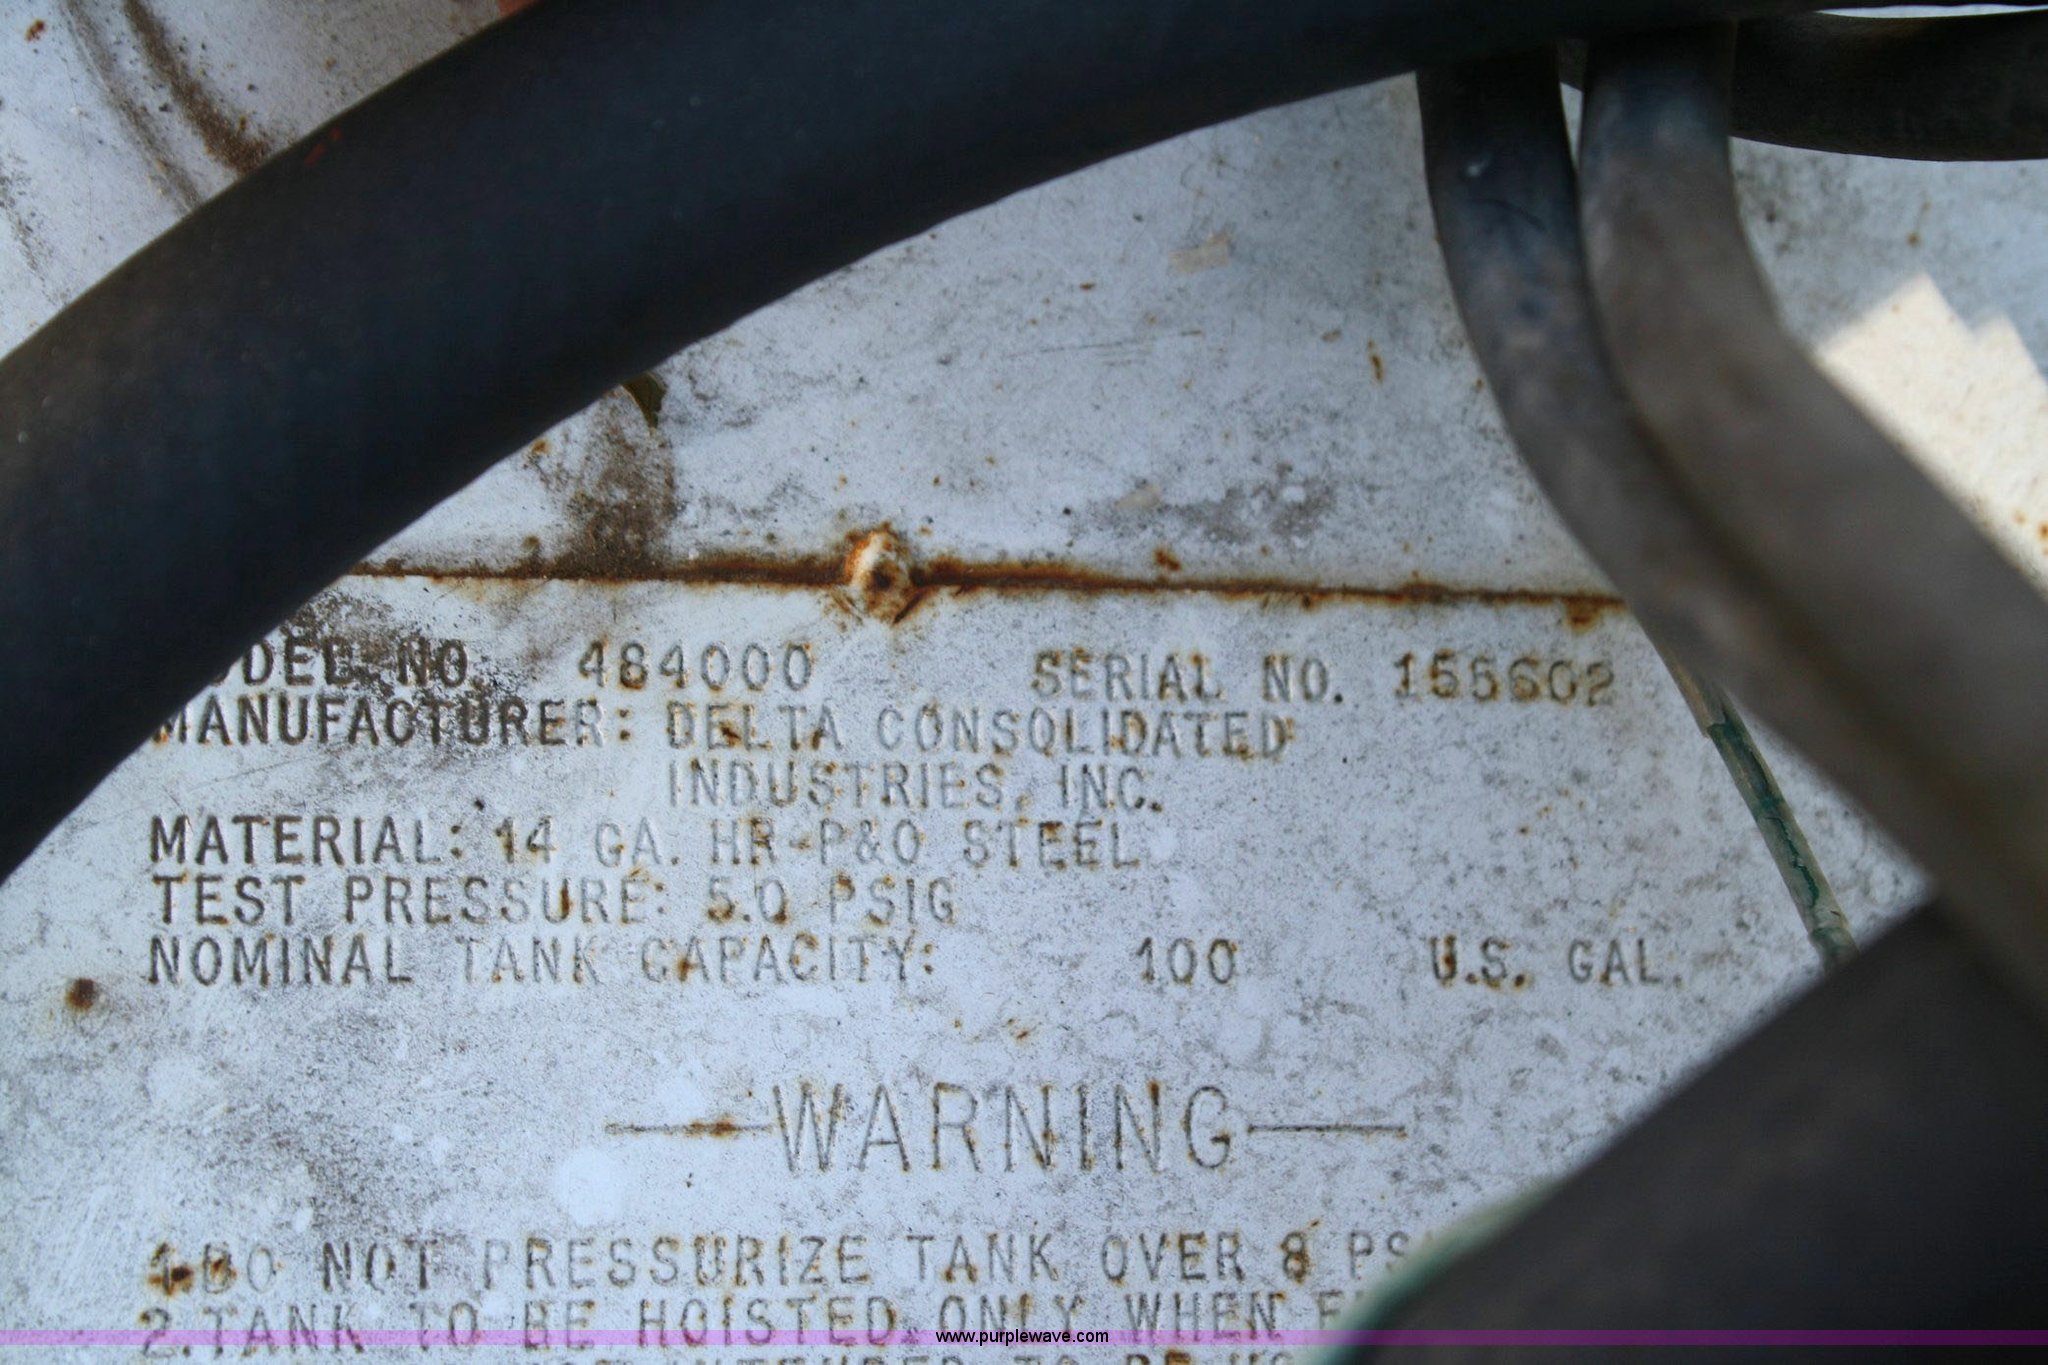 MODEL NO. 484000 SERIAL NO. 155602
MANUFACTURER: DELTA CONSOLIDATED
INDUSTRIES, INC.
MATERIAL: 14 GA. HR-P&O STEEL
TEST PRESSURE: 5.0 PSIG
NOMINAL TANK CAPACITY: 100 U.S. GAL.
WARNING
1. DO NOT PRESSURIZE TANK OVER 8
2. TANK TO BE HOISTED ONLY WHEN
www.purplewave.com